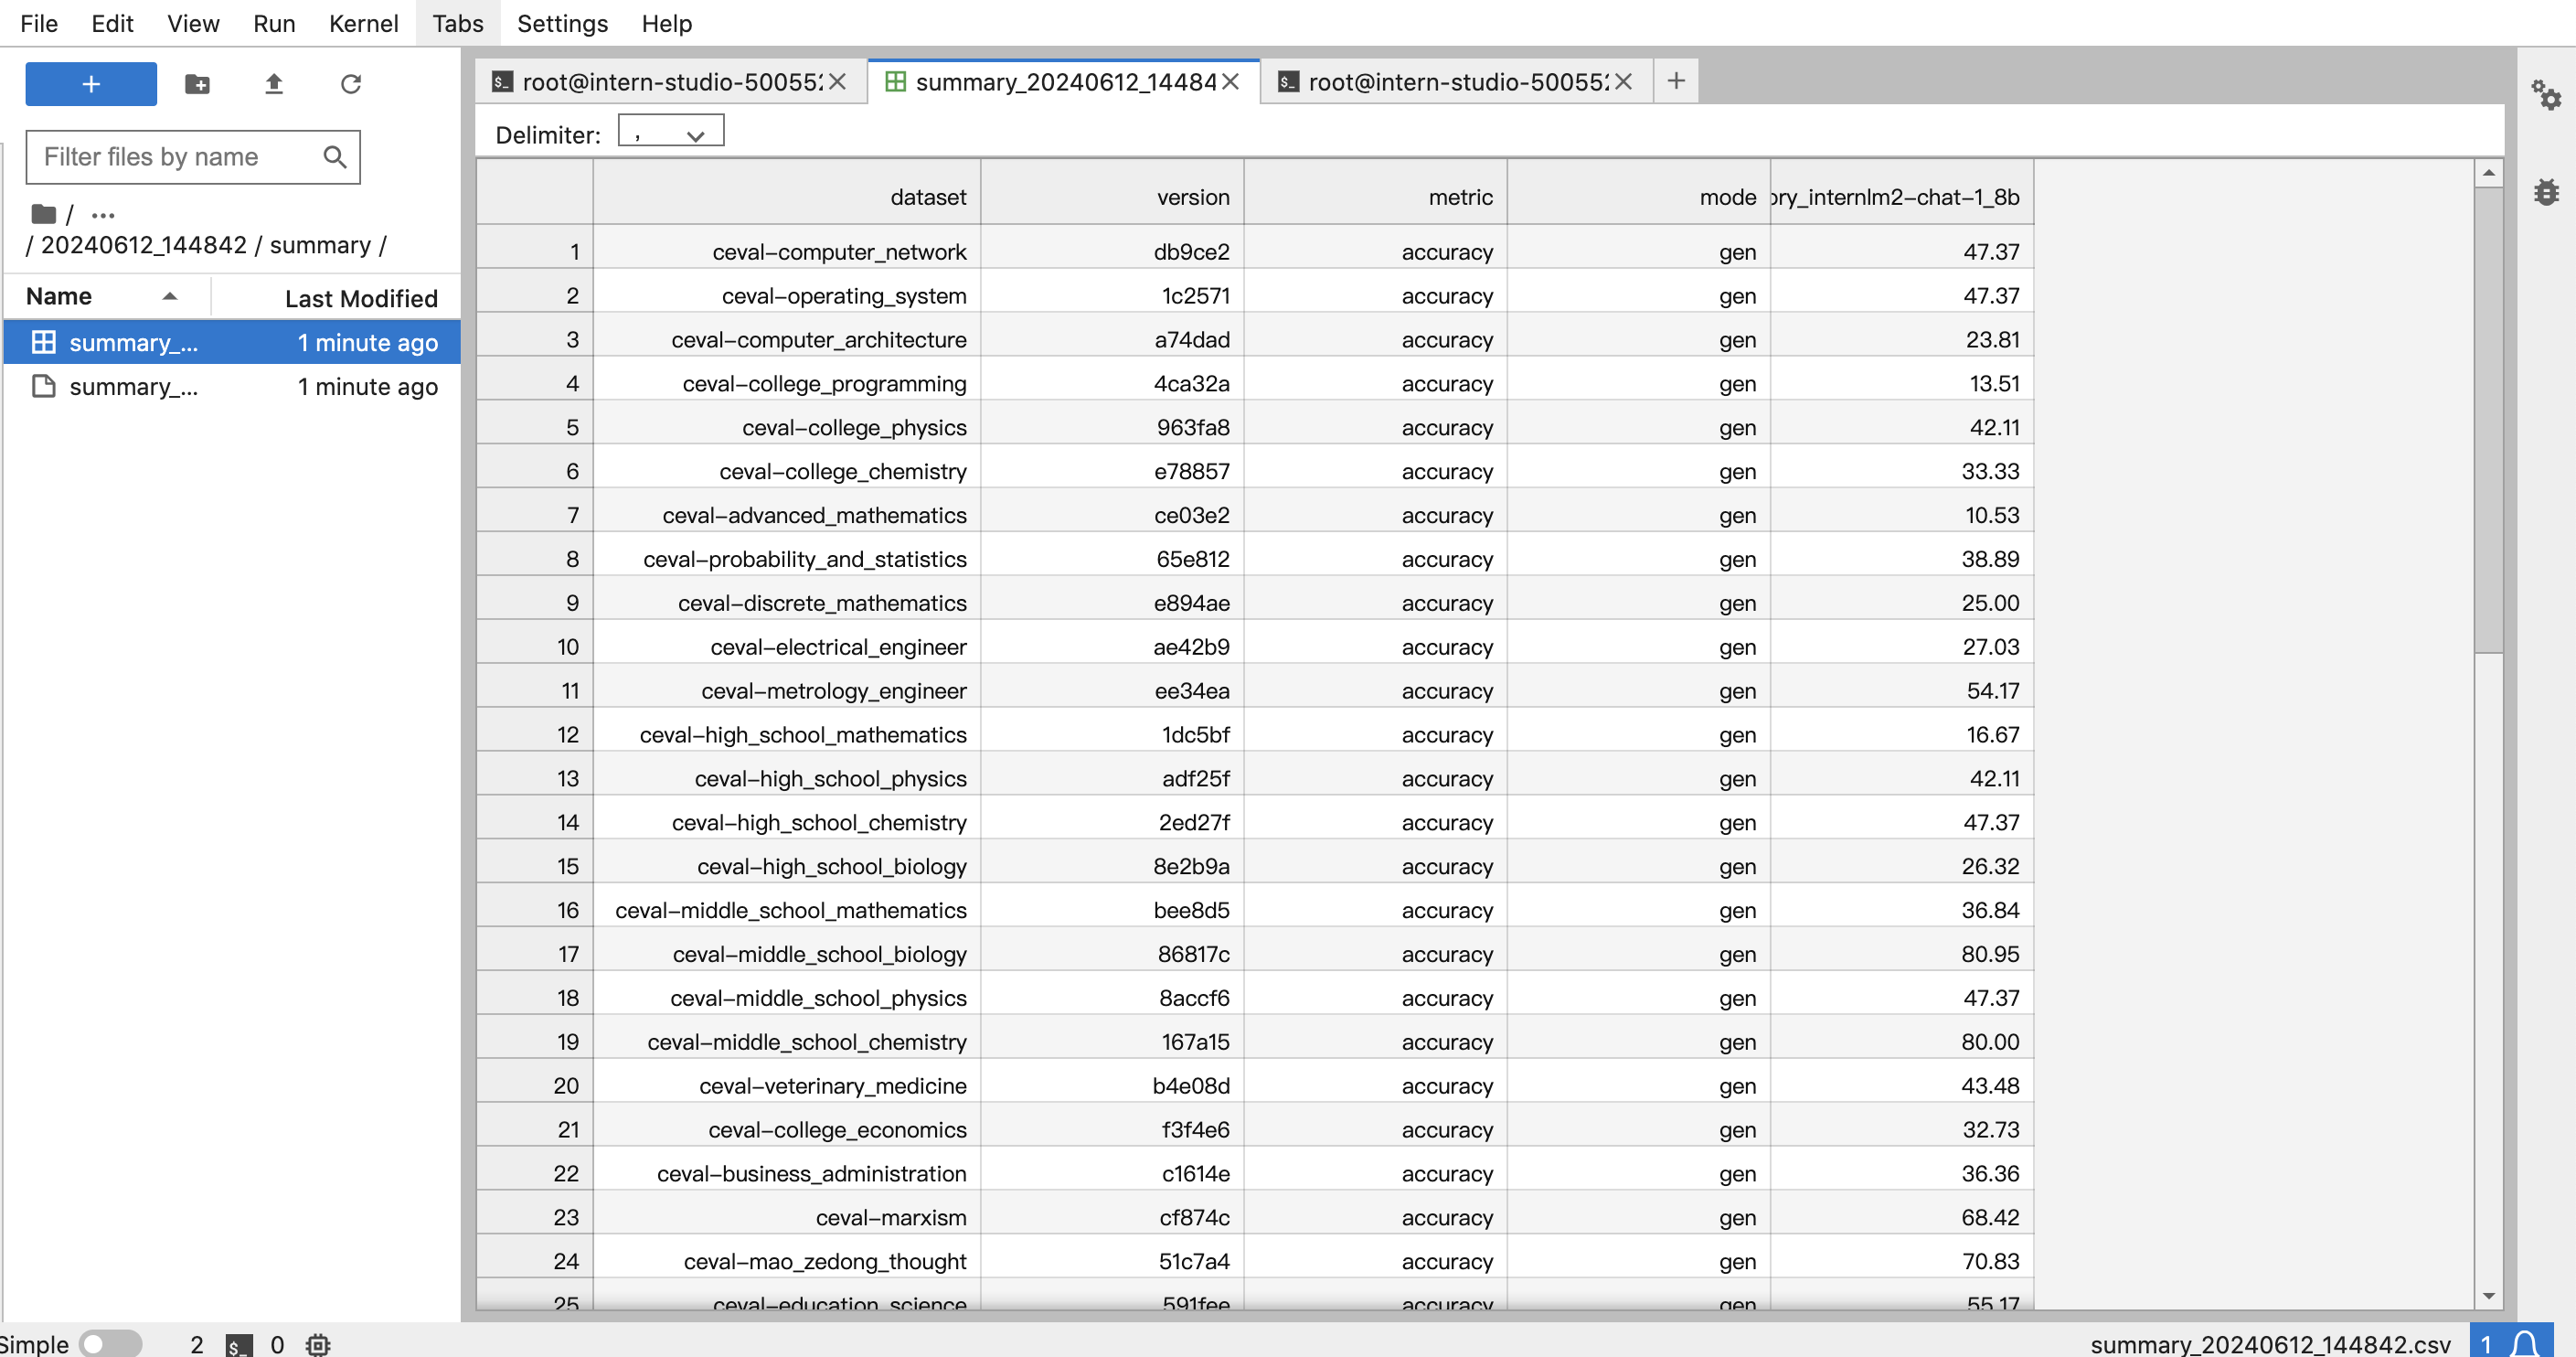 File Edit View Run Kernel Tabs Settings Help
+
Filter files by name
/ ...
/ 20240612_144842 / summary /
Name Last Modified
summary_... 1 minute ago
summary_... 1 minute ago
root@intern-studio-50055
summary_20240612_14484
root@intern-studio-50055
+
Delimiter: ,
dataset version metric mode ory_internlm2-chat-1_8b
1 ceval-computer_network db9ce2 accuracy gen 47.37
2 ceval-operating_system 1c2571 accuracy gen 47.37
3 ceval-computer_architecture a74dad accuracy gen 23.81
4 ceval-college_programming 4ca32a accuracy gen 13.51
5 ceval-college_physics 963fa8 accuracy gen 42.11
6 ceval-college_chemistry e78857 accuracy gen 33.33
7 ceval-advanced_mathematics ce03e2 accuracy gen 10.53
8 ceval-probability_and_statistics 65e812 accuracy gen 38.89
9 ceval-discrete_mathematics e894ae accuracy gen 25.00
10 ceval-electrical_engineer ae42b9 accuracy gen 27.03
11 ceval-metrology_engineer ee34ea accuracy gen 54.17
12 ceval-high_school_mathematics 1dc5bf accuracy gen 16.67
13 ceval-high_school_physics adf25f accuracy gen 42.11
14 ceval-high_school_chemistry 2ed27f accuracy gen 47.37
15 ceval-high_school_biology 8e2b9a accuracy gen 26.32
16 ceval-middle_school_mathematics bee8d5 accuracy gen 36.84
17 ceval-middle_school_biology 86817c accuracy gen 80.95
18 ceval-middle_school_physics 8accf6 accuracy gen 47.37
19 ceval-middle_school_chemistry 167a15 accuracy gen 80.00
20 ceval-veterinary_medicine b4e08d accuracy gen 43.48
21 ceval-college_economics f3f4e6 accuracy gen 32.73
22 ceval-business_administration c1614e accuracy gen 36.36
23 ceval-marxism cf874c accuracy gen 68.42
24 ceval-mao_zedong_thought 51c7a4 accuracy gen 70.83
25 ceval-education_science 591fee accuracy gen 55.17
Simple 2 $_ 0 summary_20240612_144842.csv 1